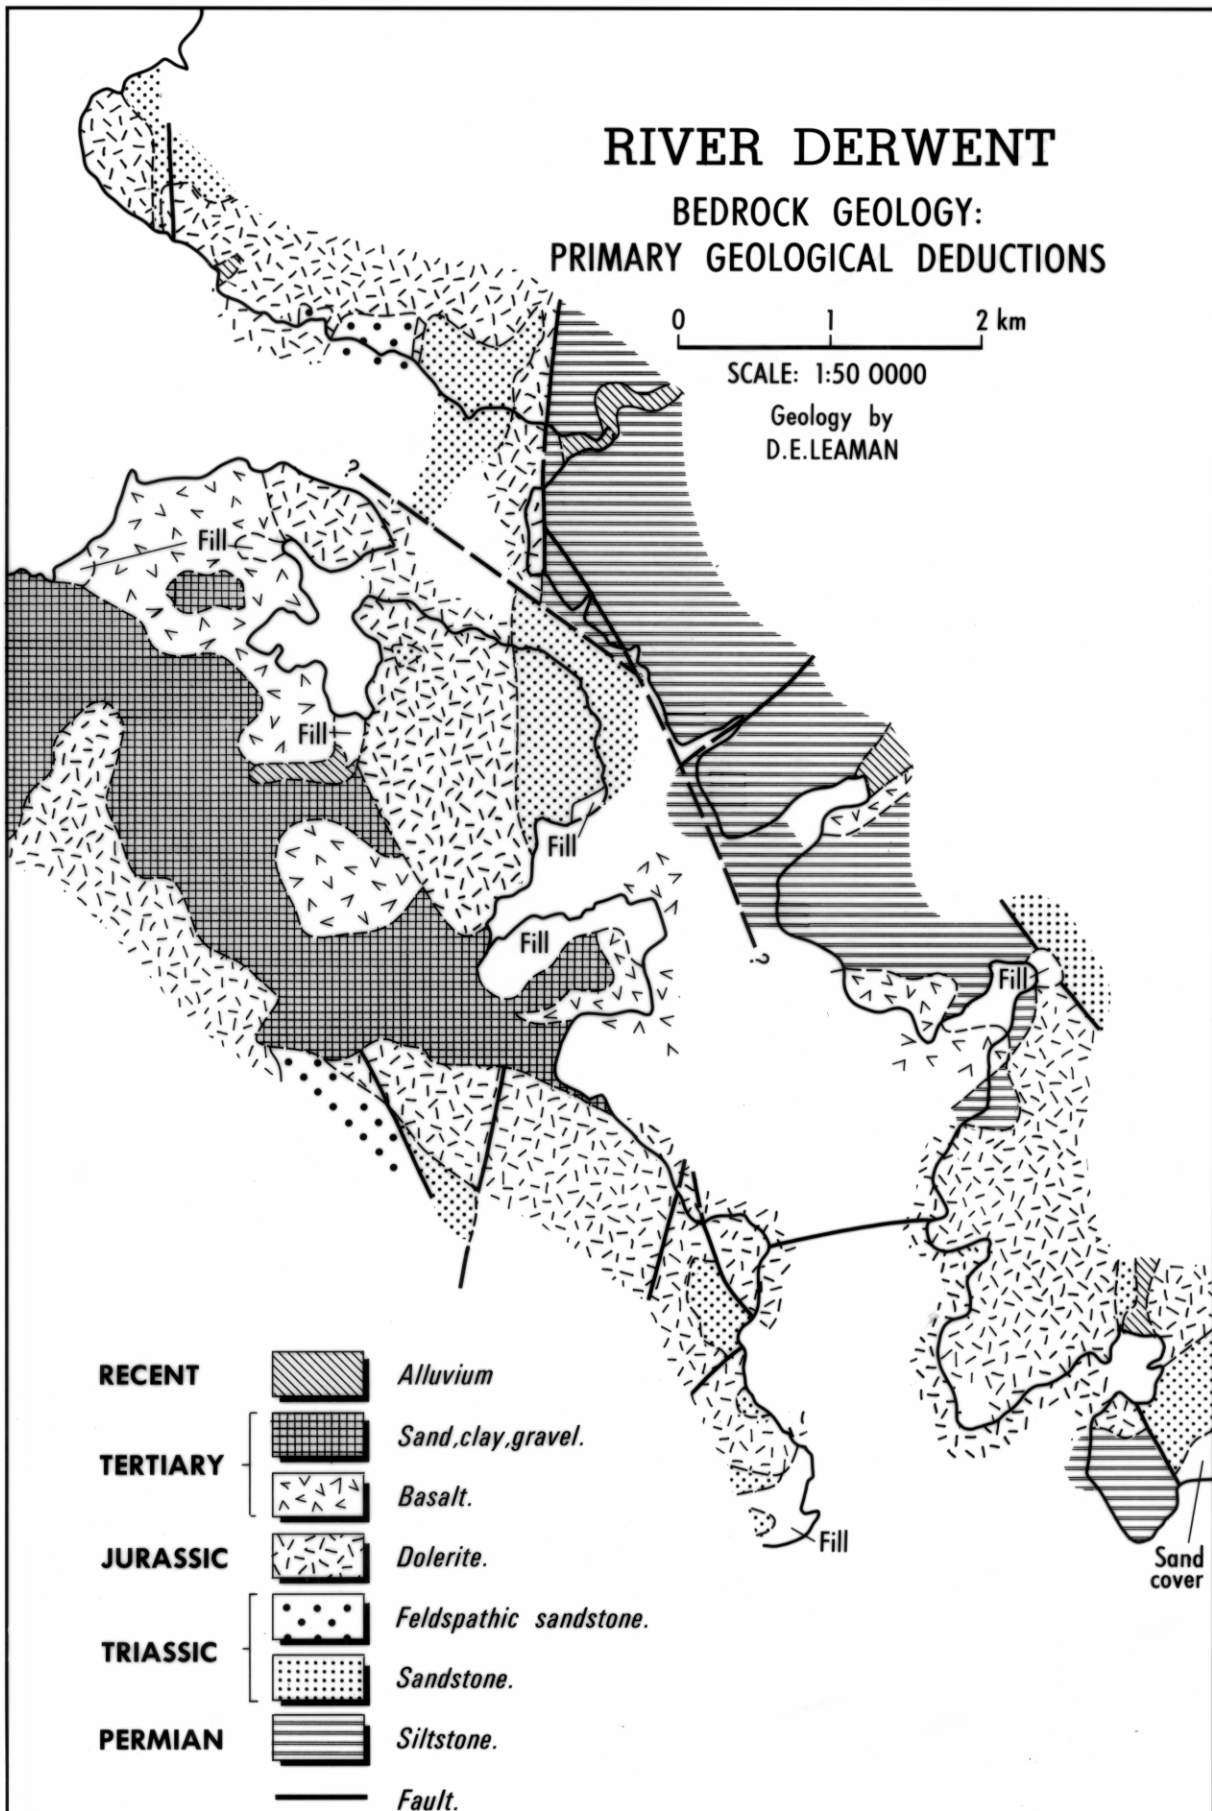 RIVER DERWENT
BEDROCK GEOLOGY:
PRIMARY GEOLOGICAL DEDUCTIONS
0 1 2 km
SCALE: 1:50 0000
Geology by
D.E.LEAMAN
?
Fill
Fill
Fill
Fill
?
Fill
Fill
Sand
cover
RECENT Alluvium
TERTIARY Sand,clay,gravel.
Basalt.
JURASSIC Dolerite.
TRIASSIC Feldspathic sandstone.
Sandstone.
PERMIAN Siltstone.
Fault.